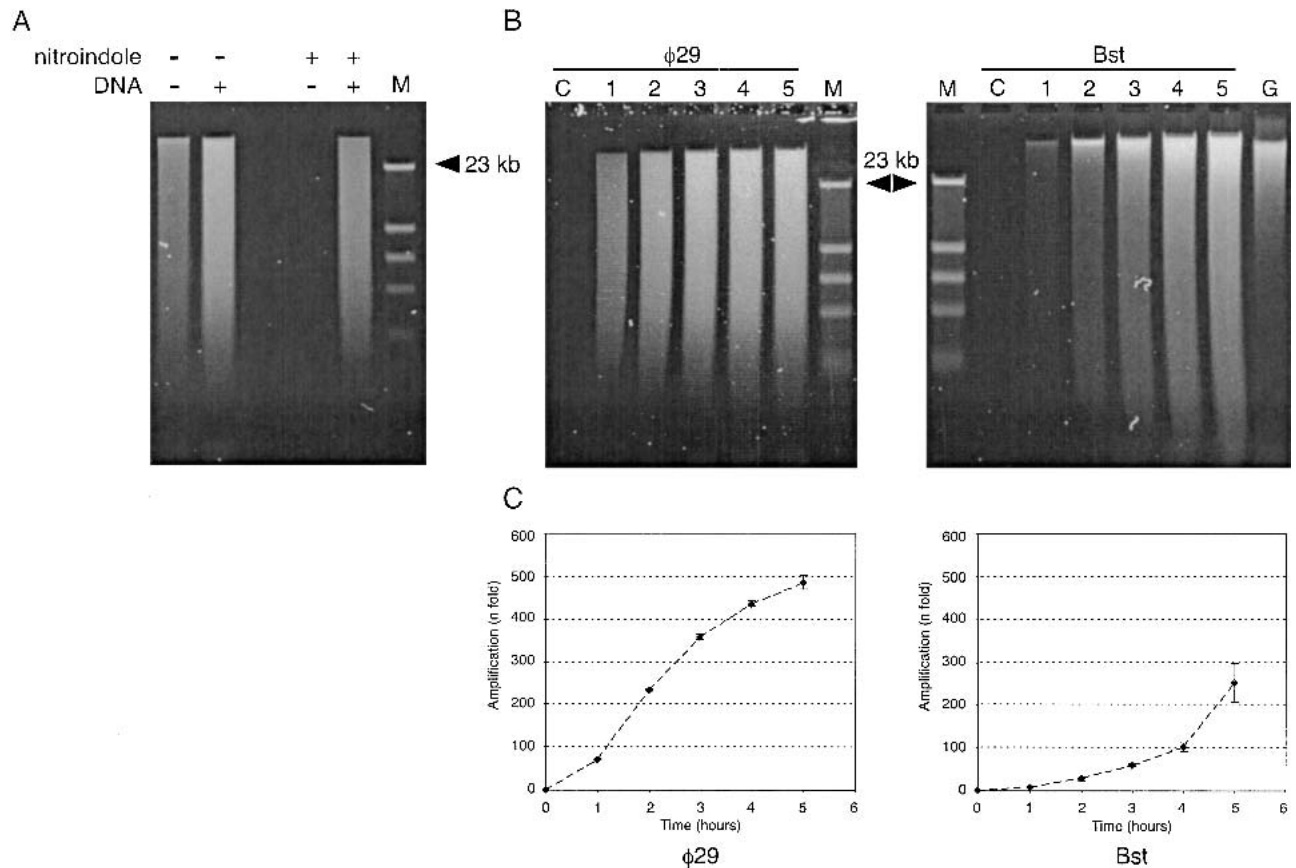 A
nitroindole - - + +
DNA - + - + M
23 kb
B
ϕ29
C 1 2 3 4 5 M
23 kb
Bst
M C 1 2 3 4 5 G
C
600
500
400
300
200
100
0
Amplification (n fold)
0 1 2 3 4 5 6
Time (hours)
ϕ29
600
500
400
300
200
100
0
Amplification (n fold)
0 1 2 3 4 5 6
Time (hours)
Bst